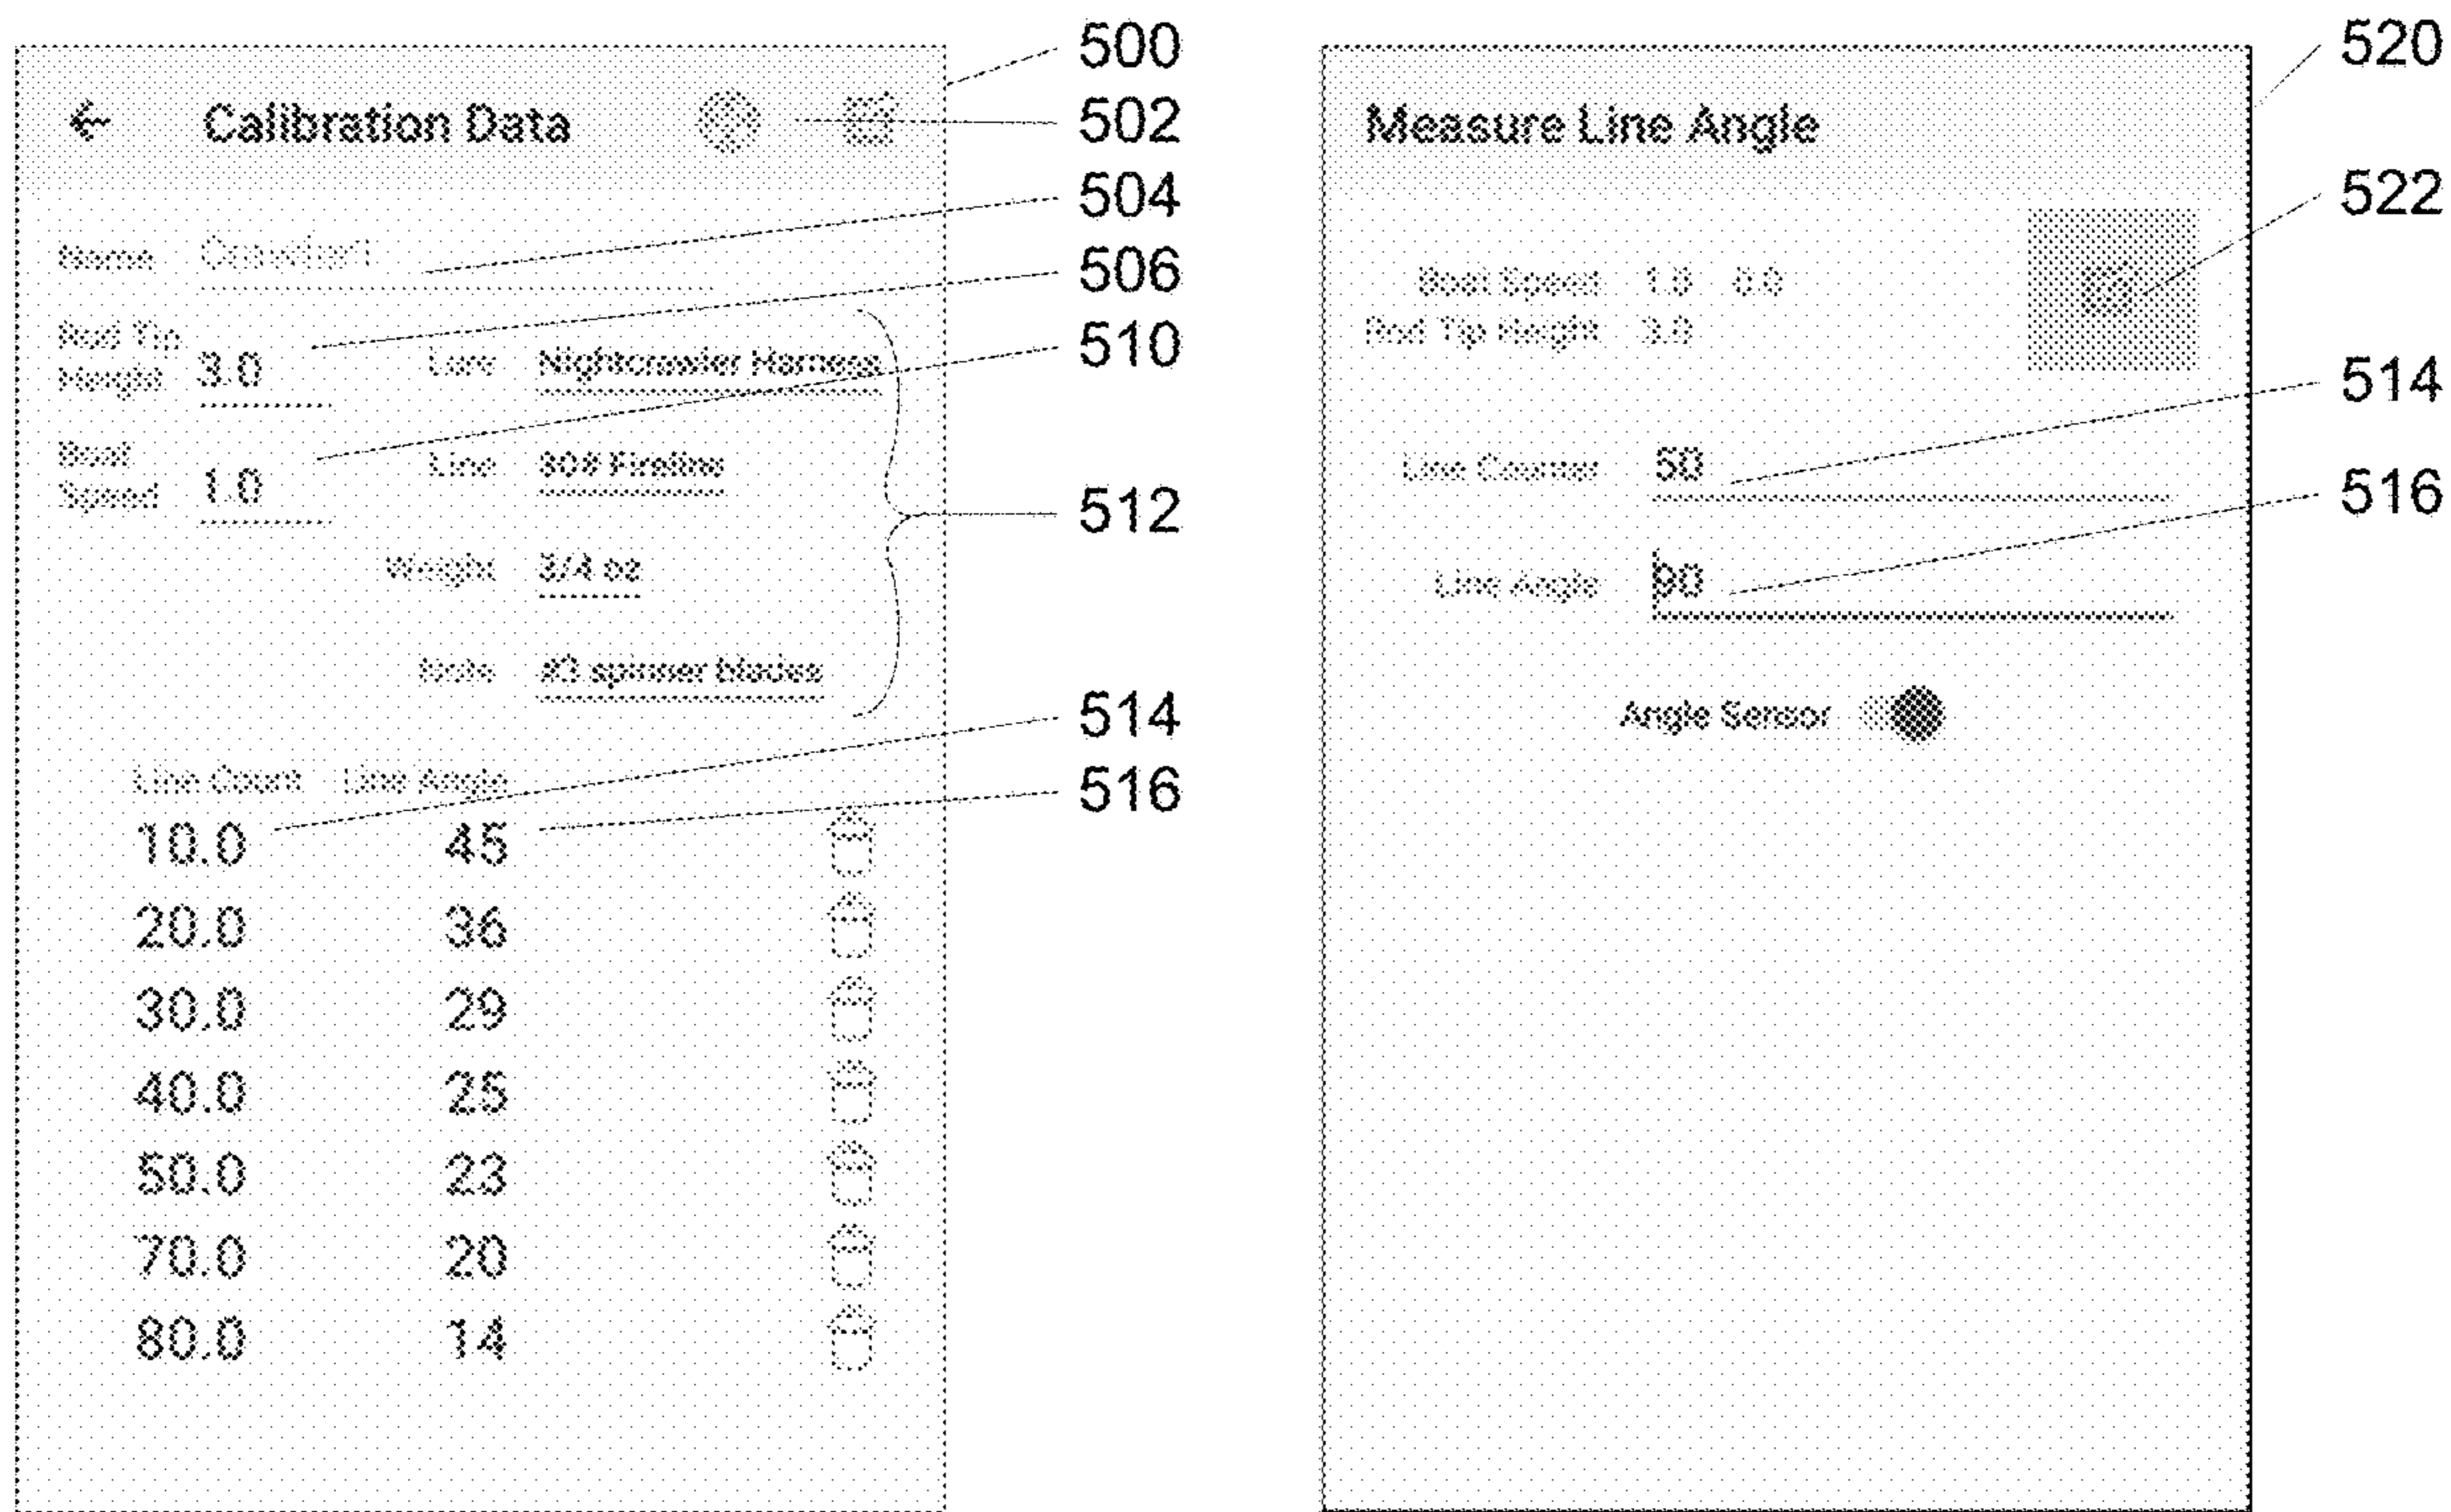 500
Calibration Data
502
504
Name
506
Rod Tip
Height 3.0
Lure Nightcrawler Harness
510
Boat
Speed 1.0
Line 30# Fireline
512
Weight 3/4 oz
Note #3 spinner blades
514
Line Count Line Angle
516
10.0 45
20.0 36
30.0 29
40.0 25
50.0 23
70.0 20
80.0 14
520
Measure Line Angle
522
Boat Speed 1.0 0.0
Rod Tip Height 3.0
514
Line Counter 50
516
Line Angle 90
Angle Sensor